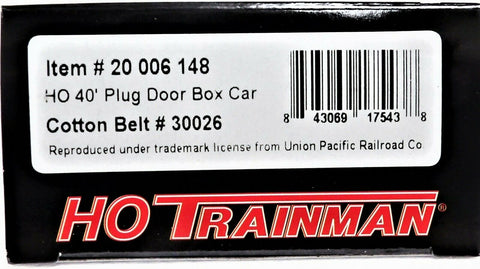 Item # 20 006 148
HO 40' Plug Door Box Car
Cotton Belt # 30026
8 43069 17543 8
Reproduced under trademark license from Union Pacific Railroad Co
HO TRAINMAN®